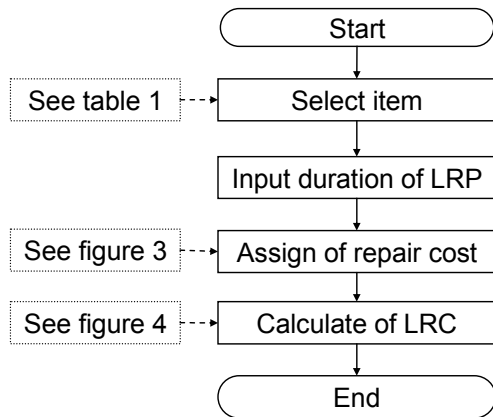 Start
See table 1
Select item
Input duration of LRP
See figure 3
Assign of repair cost
See figure 4
Calculate of LRC
End